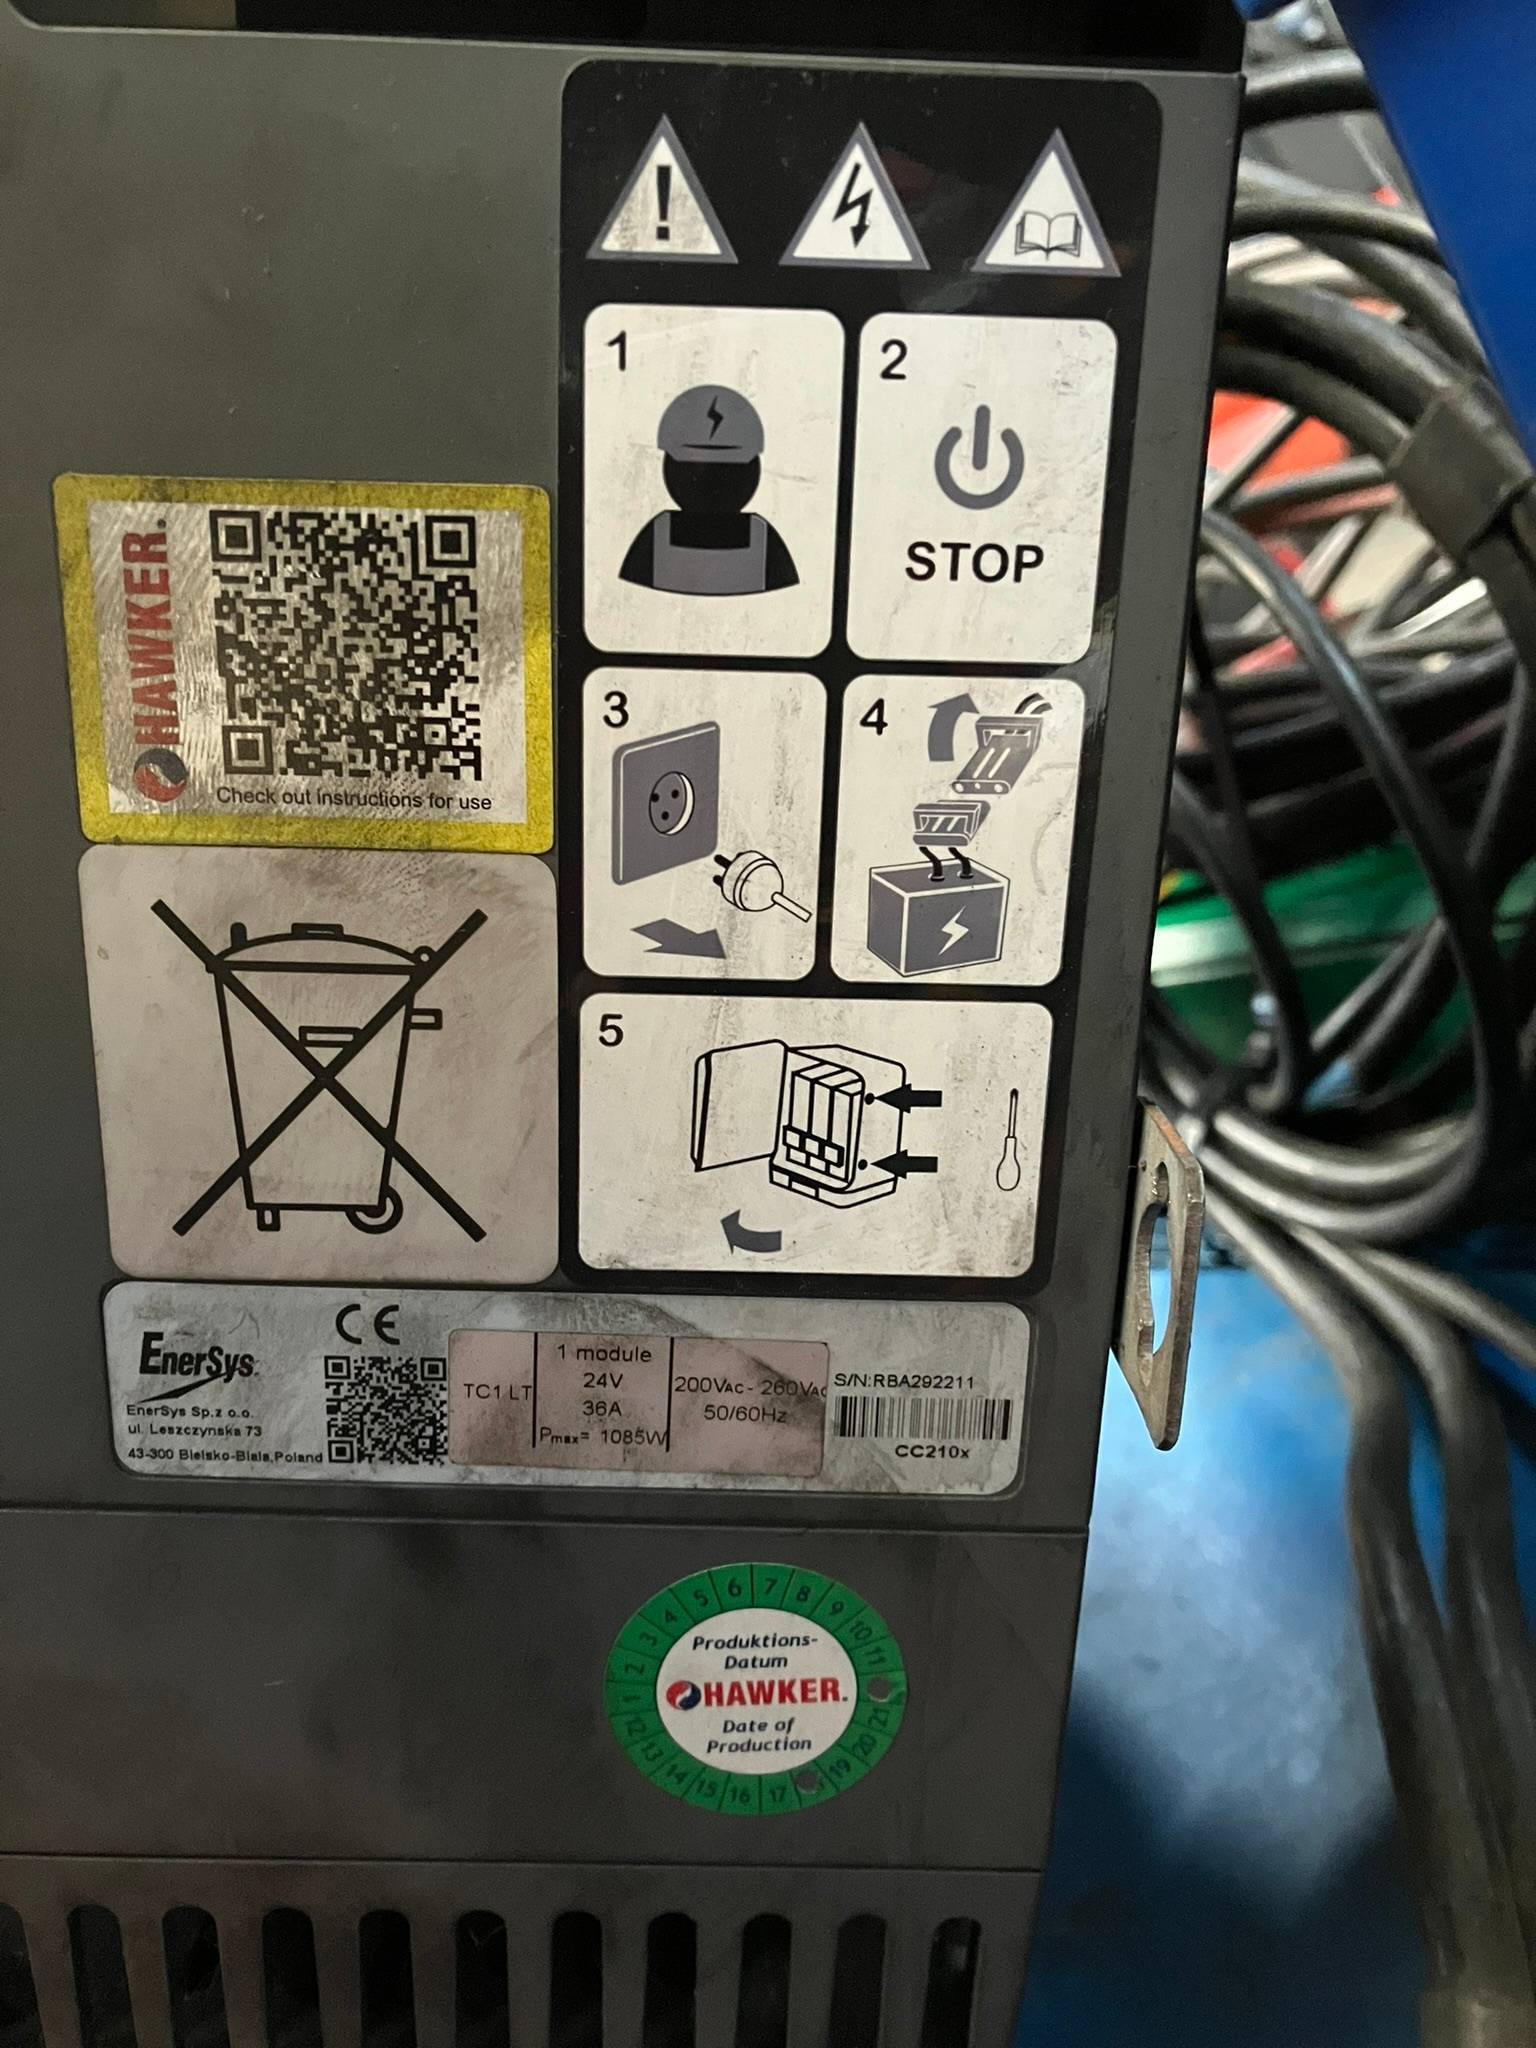 1
2
STOP
3
4
5
HAWKER.
Check out instructions for use
CE
EnerSys.
EnerSys Sp.z o.o.
ul. Leszczynska 73
43-300 Bielsko-Biala,Poland
TC1 LT
1 module
24V
36A
Pmax= 1085W
200VAC - 260VAC
50/60Hz
S/N:RBA292211
CC210x
1 2 3 4 5 6 7 8 9 10 11
12 13 14 15 16 17 19 20 21
Produktions-
Datum
HAWKER.
Date of
Production